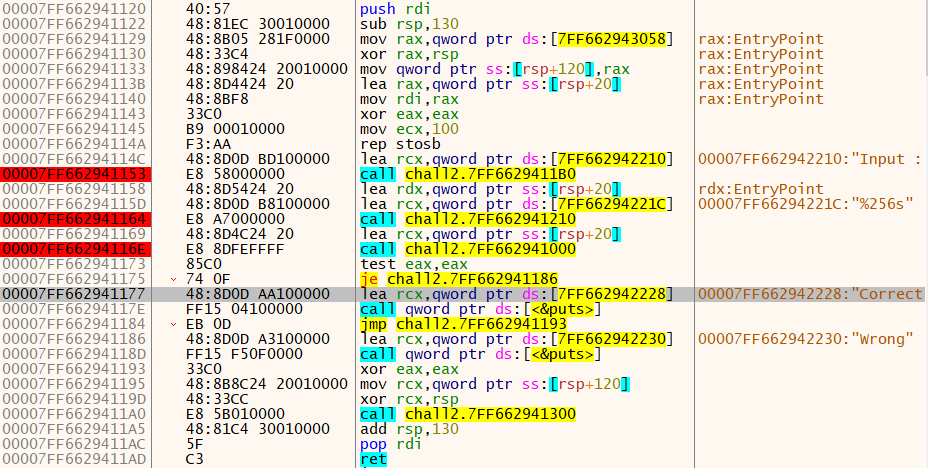 00007FF662941120 40:57 push rdi
00007FF662941122 48:81EC 30010000 sub rsp,130
00007FF662941129 48:8B05 281F0000 mov rax,qword ptr ds:[7FF662943058] rax:EntryPoint
00007FF662941130 48:33C4 xor rax,rsp rax:EntryPoint
00007FF662941133 48:898424 20010000 mov qword ptr ss:[rsp+120],rax rax:EntryPoint
00007FF66294113B 48:8D4424 20 lea rax,qword ptr ss:[rsp+20] rax:EntryPoint
00007FF662941140 48:8BF8 mov rdi,rax rax:EntryPoint
00007FF662941143 33C0 xor eax,eax
00007FF662941145 B9 00010000 mov ecx,100
00007FF66294114A F3:AA rep stosb
00007FF66294114C 48:8D0D BD100000 lea rcx,qword ptr ds:[7FF662942210] 00007FF662942210:"Input :
00007FF662941153 E8 58000000 call chall2.7FF6629411B0
00007FF662941158 48:8D5424 20 lea rdx,qword ptr ss:[rsp+20] rdx:EntryPoint
00007FF66294115D 48:8D0D B8100000 lea rcx,qword ptr ds:[7FF66294221C] 00007FF66294221C:"%256s"
00007FF662941164 E8 A7000000 call chall2.7FF662941210
00007FF662941169 48:8D4C24 20 lea rcx,qword ptr ss:[rsp+20]
00007FF66294116E E8 8DFEFFFF call chall2.7FF662941000
00007FF662941173 85C0 test eax,eax
00007FF662941175 74 0F je chall2.7FF662941186
00007FF662941177 48:8D0D AA100000 lea rcx,qword ptr ds:[7FF662942228] 00007FF662942228:"Correct
00007FF66294117E FF15 04100000 call qword ptr ds:[<&puts>]
00007FF662941184 EB 0D jmp chall2.7FF662941193
00007FF662941186 48:8D0D A3100000 lea rcx,qword ptr ds:[7FF662942230] 00007FF662942230:"Wrong"
00007FF66294118D FF15 F50F0000 call qword ptr ds:[<&puts>]
00007FF662941193 33C0 xor eax,eax
00007FF662941195 48:8B8C24 20010000 mov rcx,qword ptr ss:[rsp+120]
00007FF66294119D 48:33CC xor rcx,rsp
00007FF6629411A0 E8 5B010000 call chall2.7FF662941300
00007FF6629411A5 48:81C4 30010000 add rsp,130
00007FF6629411AC 5F pop rdi
00007FF6629411AD C3 ret